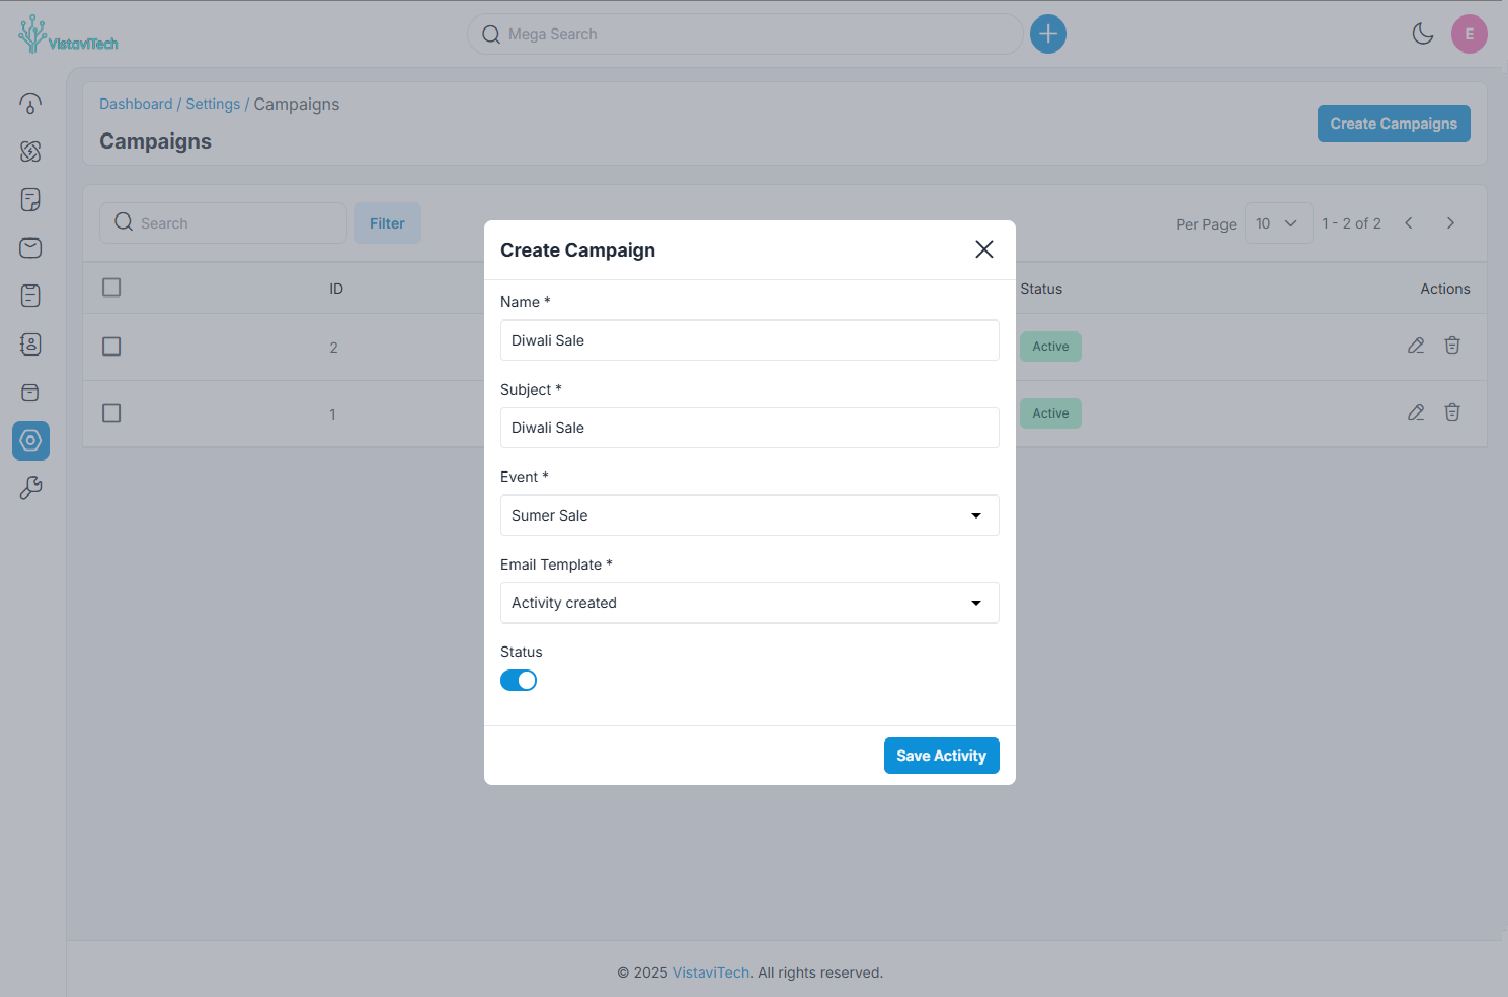 VistaviTech
Mega Search
E
Dashboard / Settings / Campaigns
Campaigns
Create Campaigns
Search
Filter
Per Page
10
1 - 2 of 2
ID
Status
Actions
2
Active
1
Active
Create Campaign
Name *
Diwali Sale
Subject *
Diwali Sale
Event *
Sumer Sale
Email Template *
Activity created
Status
Save Activity
© 2025 VistaviTech. All rights reserved.